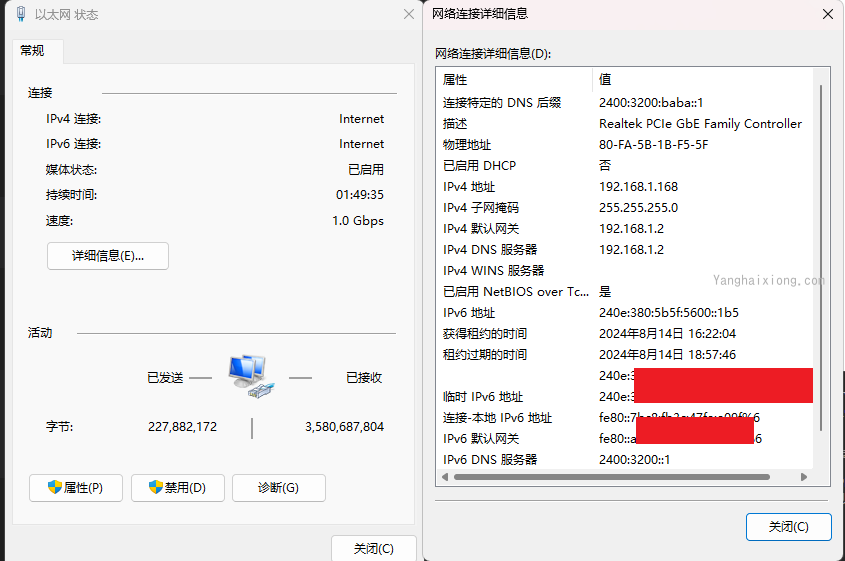 以太网 状态
常规
连接
IPv4 连接: Internet
IPv6 连接: Internet
媒体状态: 已启用
持续时间: 01:49:35
速度: 1.0 Gbps
详细信息(E)...
活动
已发送 已接收
字节: 227,882,172 3,580,687,804
属性(P) 禁用(D) 诊断(G)
关闭(C)
网络连接详细信息
网络连接详细信息(D):
属性 值
连接特定的 DNS 后缀 2400:3200:baba::1
描述 Realtek PCIe GbE Family Controller
物理地址 80-FA-5B-1B-F5-5F
已启用 DHCP 否
IPv4 地址 192.168.1.168
IPv4 子网掩码 255.255.255.0
IPv4 默认网关 192.168.1.2
IPv4 DNS 服务器 192.168.1.2
IPv4 WINS 服务器
Yanghaixiong.com
已启用 NetBIOS over Tc... 是
IPv6 地址 240e:380:5b5f:5600::1b5
获得租约的时间 2024年8月14日 16:22:04
租约过期的时间 2024年8月14日 18:57:46
240e:3
临时 IPv6 地址 240e:3
连接-本地 IPv6 地址 fe80::
IPv6 默认网关 fe80::a 6
IPv6 DNS 服务器 2400:3200::1
关闭(C)